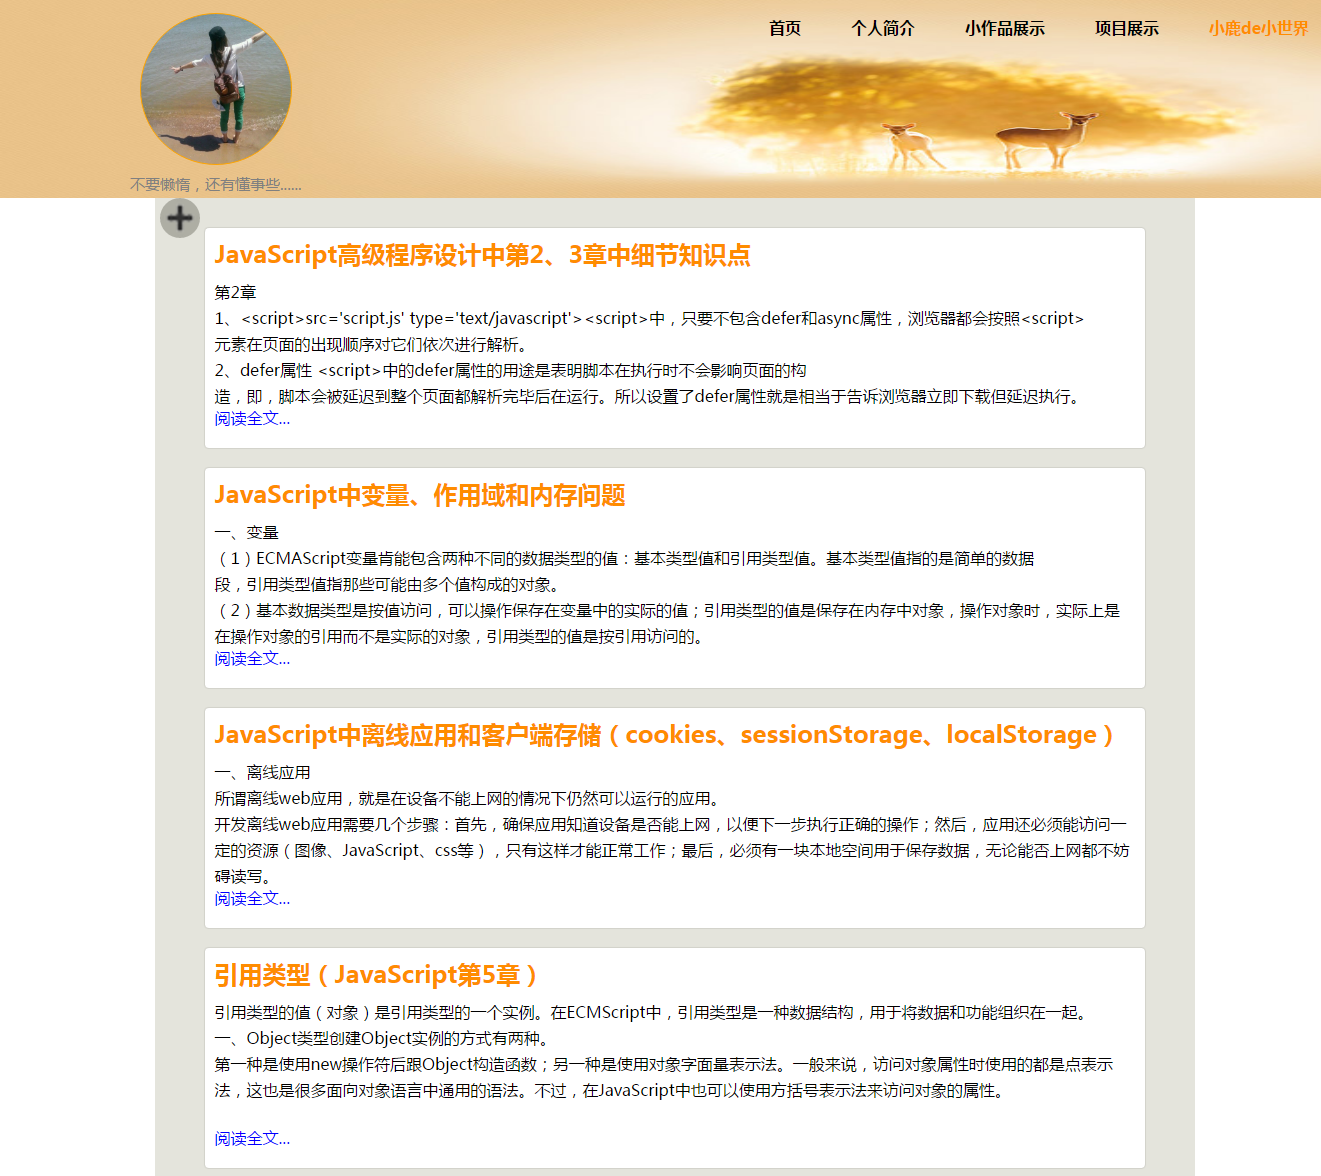 首页 个人简介 小作品展示 项目展示 小鹿de小世界
不要懒惰，还有懂事些......
JavaScript高级程序设计中第2、3章中细节知识点
第2章
1、<script>src='script.js' type='text/javascript'><script>中，只要不包含defer和async属性，浏览器都会按照<script>
元素在页面的出现顺序对它们依次进行解析。
2、defer属性 <script>中的defer属性的用途是表明脚本在执行时不会影响页面的构
造，即，脚本会被延迟到整个页面都解析完毕后在运行。所以设置了defer属性就是相当于告诉浏览器立即下载但延迟执行。
阅读全文...
JavaScript中变量、作用域和内存问题
一、变量
（1）ECMAScript变量肯能包含两种不同的数据类型的值：基本类型值和引用类型值。基本类型值指的是简单的数据
段，引用类型值指那些可能由多个值构成的对象。
（2）基本数据类型是按值访问，可以操作保存在变量中的实际的值；引用类型的值是保存在内存中对象，操作对象时，实际上是
在操作对象的引用而不是实际的对象，引用类型的值是按引用访问的。
阅读全文...
JavaScript中离线应用和客户端存储（cookies、sessionStorage、localStorage）
一、离线应用
所谓离线web应用，就是在设备不能上网的情况下仍然可以运行的应用。
开发离线web应用需要几个步骤：首先，确保应用知道设备是否能上网，以便下一步执行正确的操作；然后，应用还必须能访问一
定的资源（图像、JavaScript、css等），只有这样才能正常工作；最后，必须有一块本地空间用于保存数据，无论能否上网都不妨
碍读写。
阅读全文...
引用类型（JavaScript第5章）
引用类型的值（对象）是引用类型的一个实例。在ECMScript中，引用类型是一种数据结构，用于将数据和功能组织在一起。
一、Object类型创建Object实例的方式有两种。
第一种是使用new操作符后跟Object构造函数；另一种是使用对象字面量表示法。一般来说，访问对象属性时使用的都是点表示
法，这也是很多面向对象语言中通用的语法。不过，在JavaScript中也可以使用方括号表示法来访问对象的属性。
阅读全文...